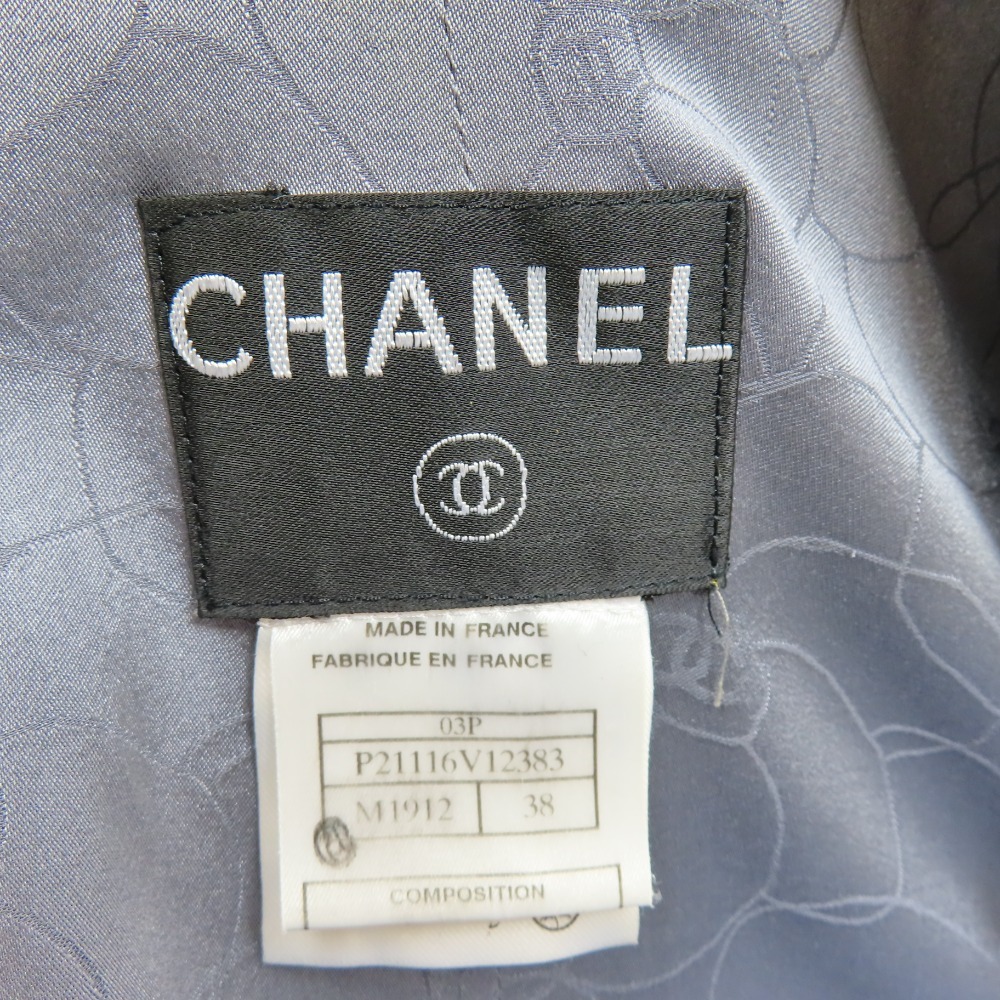 CHANEL
MADE IN FRANCE
FABRIQUE EN FRANCE
03P
P21116V12383
M1912 38
COMPOSITION